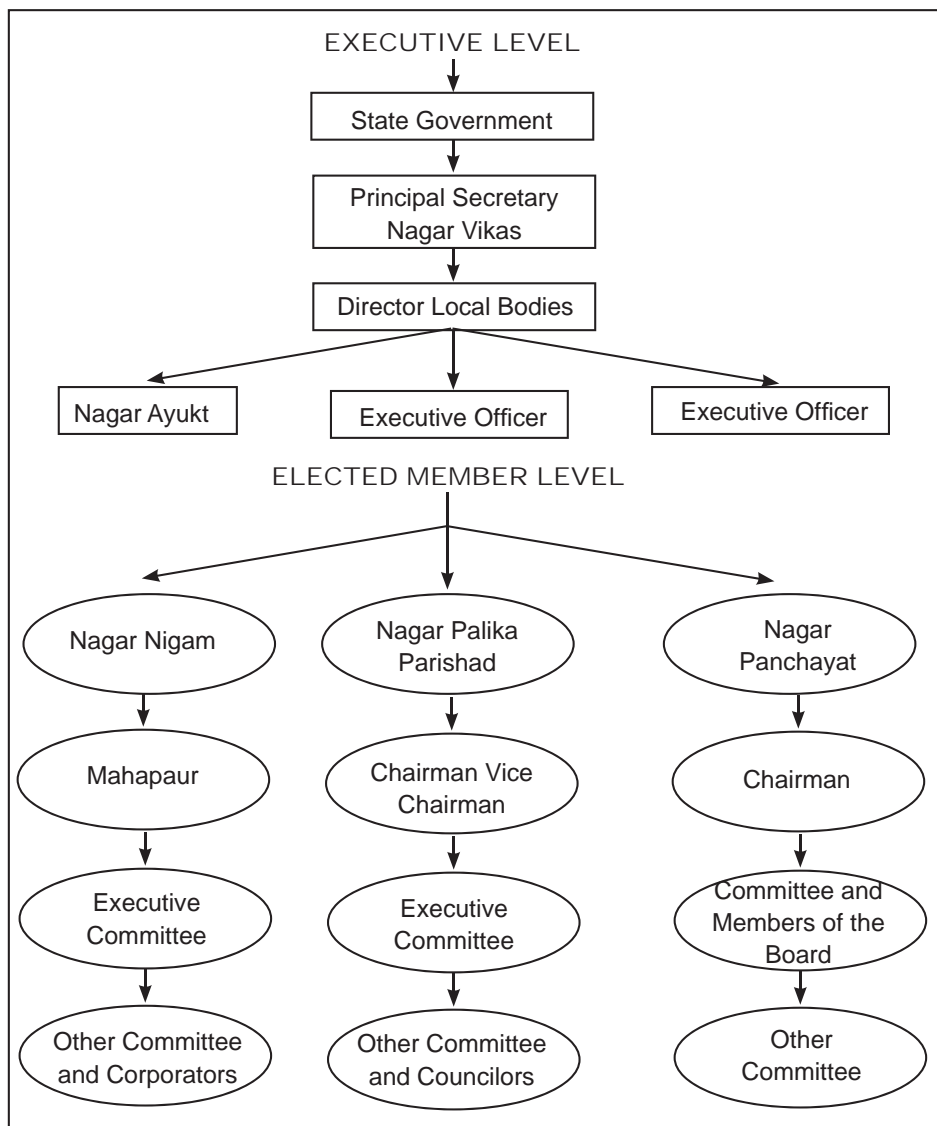 EXECUTIVE LEVEL
State Government
Principal Secretary
Nagar Vikas
Director Local Bodies
Nagar Ayukt
Executive Officer
Executive Officer
ELECTED MEMBER LEVEL
Nagar Nigam
Nagar Palika
Parishad
Nagar
Panchayat
Mahapaur
Chairman Vice
Chairman
Chairman
Executive
Committee
Executive
Committee
Committee and
Members of the
Board
Other Committee
and Corporators
Other Committee
and Councilors
Other
Committee